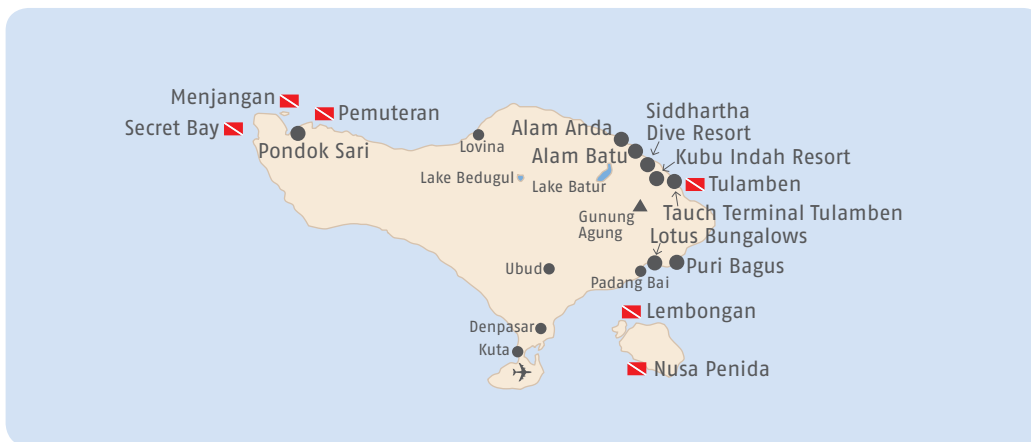 Menjangan
Pemuteran
Secret Bay
Pondok Sari
Lovina
Alam Anda
Siddhartha
Dive Resort
Alam Batu
Kubu Indah Resort
Lake Bedugul
Lake Batur
Tulamben
Gunung
Agung
Tauch Terminal Tulamben
Lotus Bungalows
Ubud
Padang Bai
Puri Bagus
Lembongan
Denpasar
Kuta
Nusa Penida